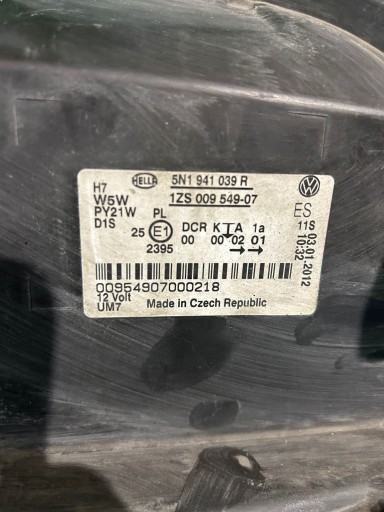 HELLA
5N1 941 039 R
1ZS 009 549-07
H7
W5W
PY21W
D1S
PL
25 E1
2395
DCR K T A 1a
00 00 02 01
→ →
ES
11S 03.01.2012
10:32
00954907000218
12 Volt
UM7
Made in Czech Republic